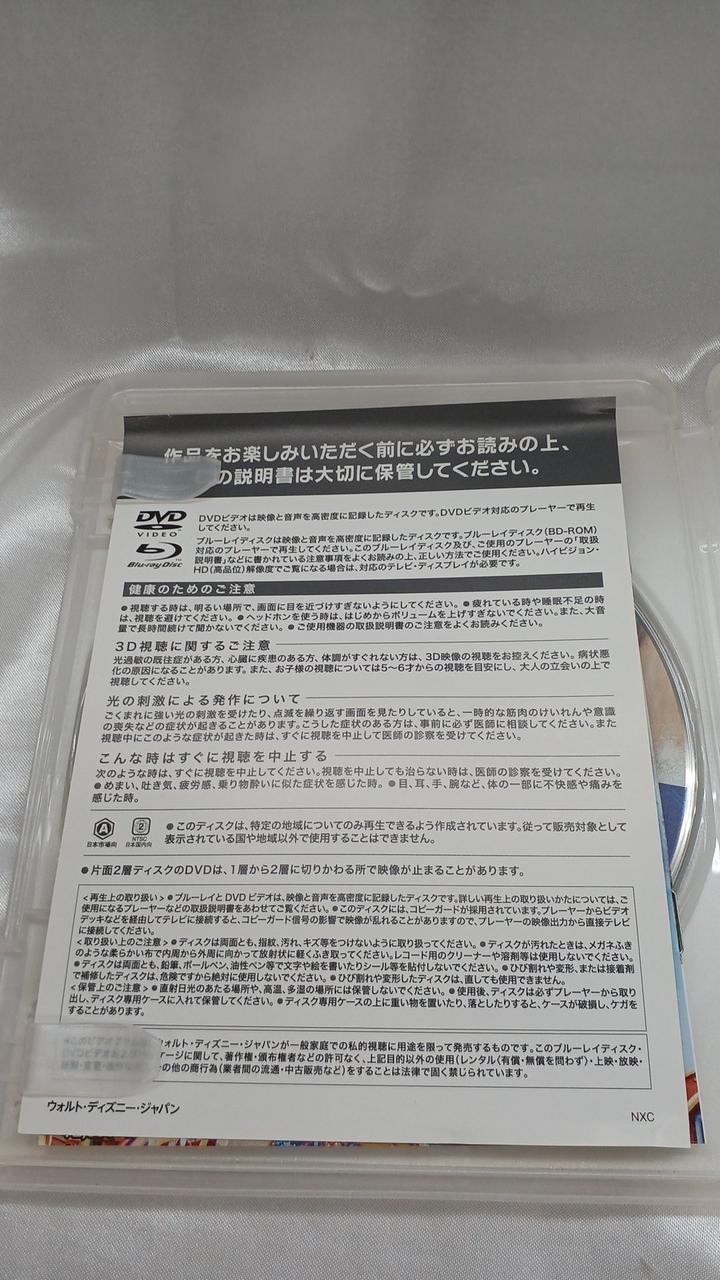 作品をお楽しみいただく前に必ずお読みの上、
の説明書は大切に保管してください。
DVD
VIDEO
DVDビデオは映像と音声を高密度に記録したディスクです。DVDビデオ対応のプレーヤーで再生
してください。
Blu-ray Disc
ブルーレイディスクは映像と音声を高密度に記録したディスクです。ブルーレイディスク(BD-ROM)
対応のプレーヤーで再生してください。このブルーレイディスク及び、ご使用のプレーヤーの「取扱
説明書」などに書かれている注意事項をよくお読みの上、正しい方法でご使用ください。ハイビジョン・
HD(高品位)解像度でご覧になる場合は、対応のテレビ・ディスプレイが必要です。
健康のためのご注意
●視聴する時は、明るい場所で、画面に目を近づけすぎないようにしてください。●疲れている時や睡眠不足の時
は、視聴を避けてください。●ヘッドホンを使う時は、はじめからボリュームを上げすぎないでください。また、大音
量で長時間続けて聞かないでください。●ご使用機器の取扱説明書のご注意をよくお読みください。
3D視聴に関するご注意
光過敏の既往症がある方、心臓に疾患のある方、体調がすぐれない方は、3D映像の視聴をお控えください。病状悪
化の原因になることがあります。また、お子様の視聴については5～6才からの視聴を目安にし、大人の立会いの上で
視聴してください。
光の刺激による発作について
ごくまれに強い光の刺激を受けたり、点滅を繰り返す画面を見たりしていると、一時的な筋肉のけいれんや意識
の喪失などの症状が起きることがあります。こうした症状のある方は、事前に必ず医師に相談してください。また
視聴中にこのような症状が起きた時は、すぐに視聴を中止して医師の診察を受けてください。
こんな時はすぐに視聴を中止する
次のような時は、すぐに視聴を中止してください。視聴を中止しても治らない時は、医師の診察を受けてください。
●めまい、吐き気、疲労感、乗り物酔いに似た症状を感じた時。●目、耳、手、腕など、体の一部に不快感や痛みを
感じた時。
A
日本市場向
2
NTSC
日本国内向
●このディスクは、特定の地域についてのみ再生できるよう作成されています。従って販売対象として
表示されている国や地域以外で使用することはできません。
●片面2層ディスクのDVDは、1層から2層に切りかわる所で映像が止まることがあります。
<再生上の取り扱い>●ブルーレイとDVDビデオは、映像と音声を高密度に記録したディスクです。詳しい再生上の取り扱いかたについては、ご
使用になるプレーヤーなどの取扱説明書をあわせてご覧ください。●このディスクには、コピーガードが採用されています。プレーヤーからビデオ
デッキなどを経由してテレビに接続すると、コピーガード信号の影響で映像が乱れることがありますので、プレーヤーの映像出力から直接テレビ
に接続してください。
<取り扱い上のご注意>●ディスクは両面とも、指紋、汚れ、キズ等をつけないように取り扱ってください。●ディスクが汚れたときは、メガネふき
のような柔らかい布で内周から外周に向かって放射状に軽くふき取ってください。レコード用のクリーナーや溶剤等は使用しないでください。
●ディスクは両面とも、鉛筆、ボールペン、油性ペン等で文字や絵を書いたりシール等を貼付しないでください。●ひび割れや変形、または接着剤
で補修したディスクは、危険ですから絶対に使用しないでください。●ひび割れや変形したディスクは、直しても使用できません。
<保管上のご注意>●直射日光のあたる場所や、高温、多湿の場所には保管しないでください。●使用後、ディスクは必ずプレーヤーから取り
出し、ディスク専用ケースに入れて保管してください。●ディスク専用ケースの上に重い物を置いたり、落としたりすると、ケースが破損し、ケガを
することがあります。
ウォルト・ディズニー・ジャパンが一般家庭での私的視聴に用途を限って発売するものです。このブルーレイディスク・
ケージに関して、著作権・頒布権者などの許可なく、上記目的以外の使用(レンタル〈有償・無償を問わず〉・上映・放映・
その他の商行為(業者間の流通・中古販売など)をすることは法律で固く禁じられています。
ウォルト・ディズニー・ジャパン
NXC